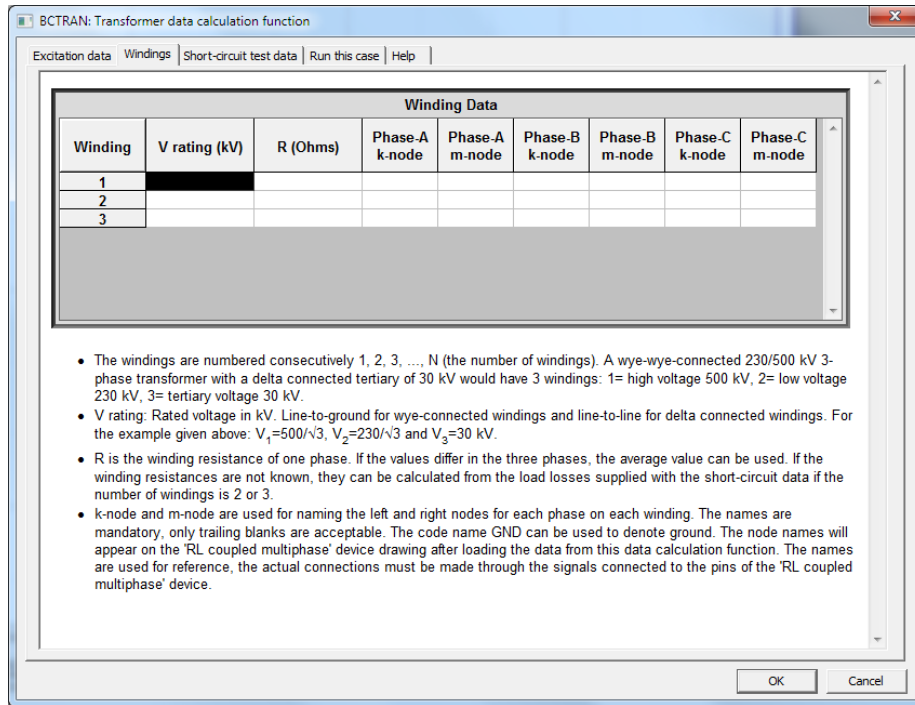 BCTRAN: Transformer data calculation function
Excitation data Windings Short-circuit test data Run this case Help
Winding Data
Winding V rating (kV) R (Ohms) Phase-A k-node Phase-A m-node Phase-B k-node Phase-B m-node Phase-C k-node Phase-C m-node
1
2
3
• The windings are numbered consecutively 1, 2, 3, ..., N (the number of windings). A wye-wye-connected 230/500 kV 3-
phase transformer with a delta connected tertiary of 30 kV would have 3 windings: 1= high voltage 500 kV, 2= low voltage
230 kV, 3= tertiary voltage 30 kV.
• V rating: Rated voltage in kV. Line-to-ground for wye-connected windings and line-to-line for delta connected windings. For
the example given above: V1=500/√3, V2=230/√3 and V3=30 kV.
• R is the winding resistance of one phase. If the values differ in the three phases, the average value can be used. If the
winding resistances are not known, they can be calculated from the load losses supplied with the short-circuit data if the
number of windings is 2 or 3.
• k-node and m-node are used for naming the left and right nodes for each phase on each winding. The names are
mandatory, only trailing blanks are acceptable. The code name GND can be used to denote ground. The node names will
appear on the 'RL coupled multiphase' device drawing after loading the data from this data calculation function. The names
are used for reference, the actual connections must be made through the signals connected to the pins of the 'RL coupled
multiphase' device.
OK Cancel